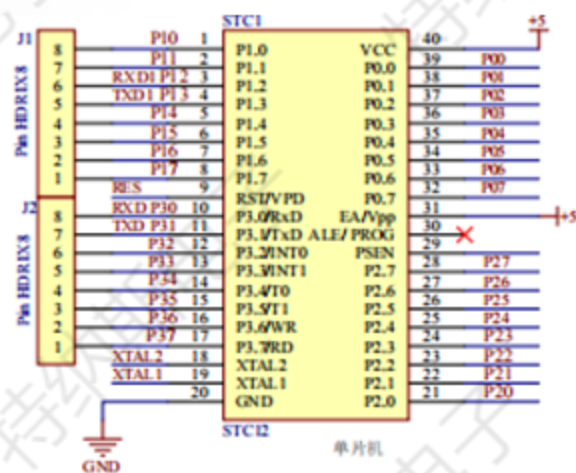 STC1
J1
Pin HDR1X8
8
7
6
5
4
3
2
1
J2
Pin HDR1X8
8
7
6
5
4
3
2
1
P10 1 P1.0
P11 2 P1.1
RXD1 P12 3 P1.2
TXD1 P13 4 P1.3
P14 5 P1.4
P15 6 P1.5
P16 7 P1.6
P17 8 P1.7
RES 9 RST/VPD
RXD P30 10 P3.0/RxD
TXD P31 11 P3.1/TxD
P32 12 P3.2/INT0
P33 13 P3.3/INT1
P34 14 P3.4/T0
P35 15 P3.5/T1
P36 16 P3.6/WR
P37 17 P3.7/RD
XTAL2 18 XTAL2
XTAL1 19 XTAL1
20 GND
GND
VCC 40 +5
P0.0 39 P00
P0.1 38 P01
P0.2 37 P02
P0.3 36 P03
P0.4 35 P04
P0.5 34 P05
P0.6 33 P06
P0.7 32 P07
EA/Vpp 31 +5
ALE/PROG 30
PSEN 29
P2.7 28 P27
P2.6 27 P26
P2.5 26 P25
P2.4 25 P24
P2.3 24 P23
P2.2 23 P22
P2.1 22 P21
P2.0 21 P20
STC12
单片机